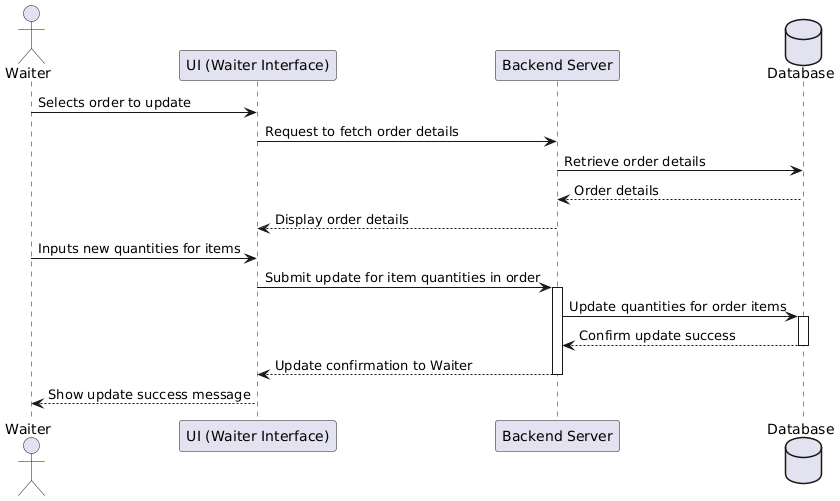 Waiter
UI (Waiter Interface)
Backend Server
Database
Selects order to update
Request to fetch order details
Retrieve order details
Order details
Display order details
Inputs new quantities for items
Submit update for item quantities in order
Update quantities for order items
Confirm update success
Update confirmation to Waiter
Show update success message
Waiter
UI (Waiter Interface)
Backend Server
Database